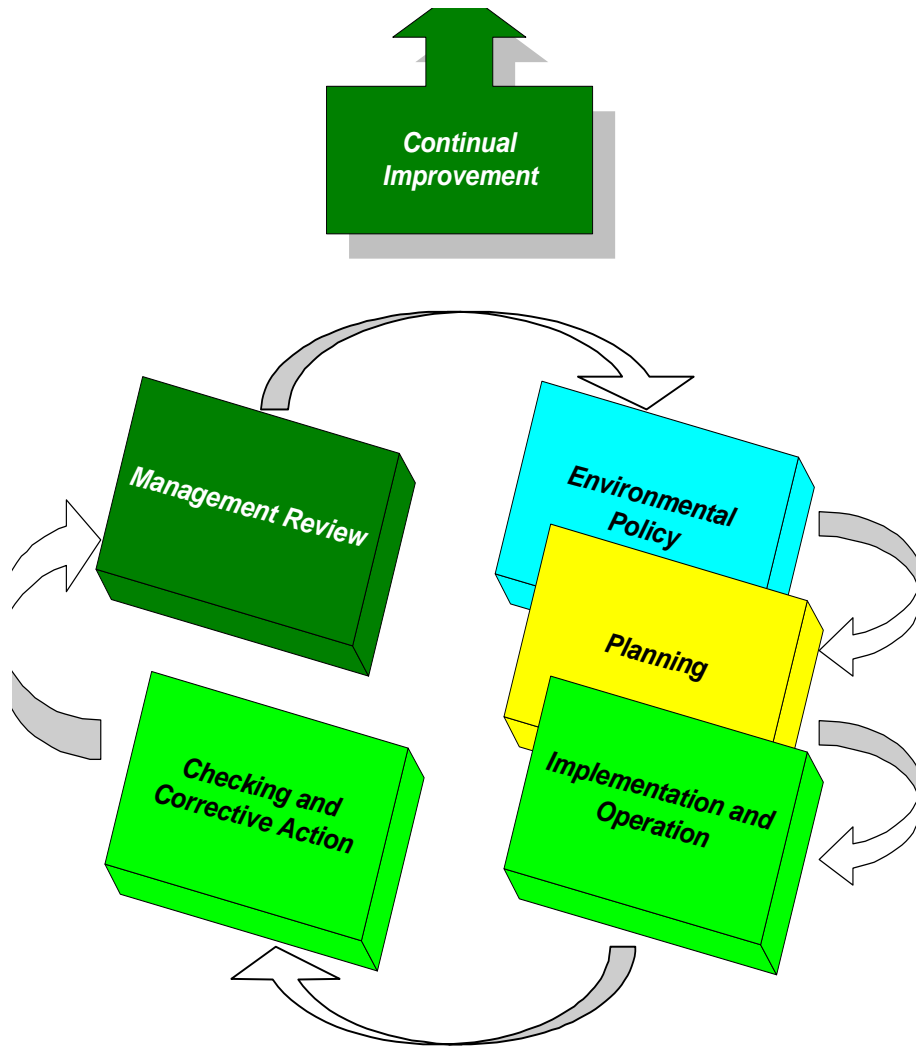 Continual
Improvement
Management Review
Environmental
Policy
Planning
Checking and
Corrective Action
Implementation and
Operation